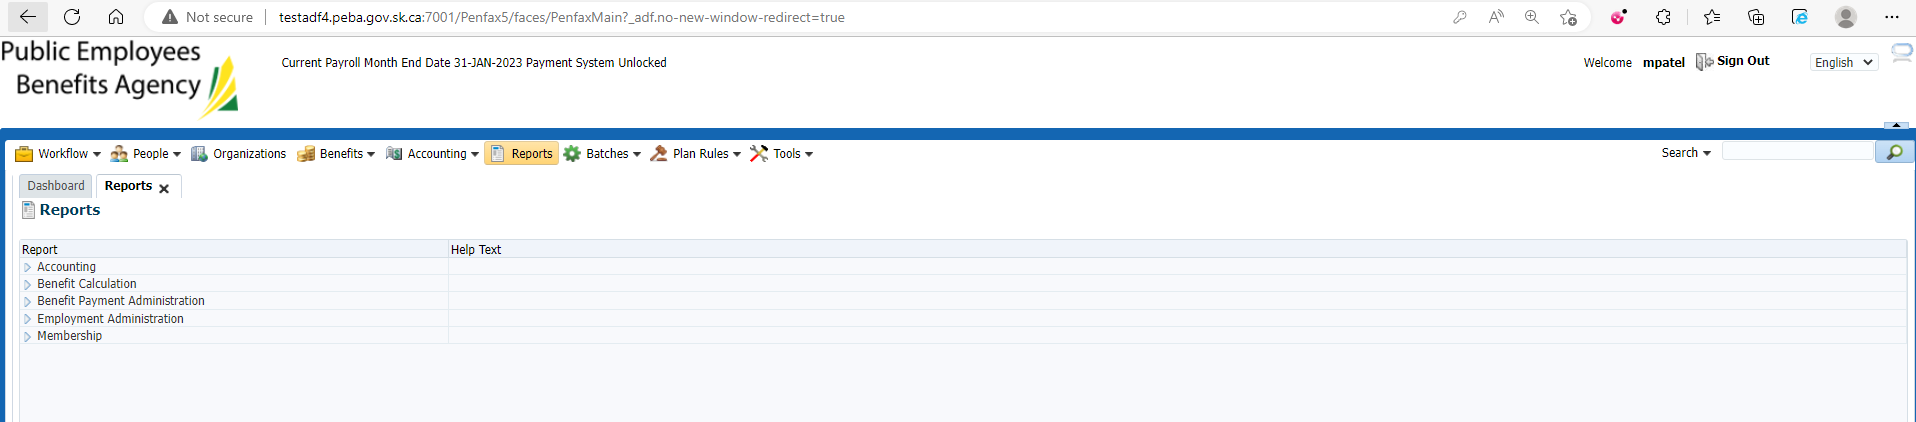 Not secure testadf4.peba.gov.sk.ca:7001/Penfax5/faces/PenfaxMain?_adf.no-new-window-redirect=true
Public Employees
Benefits Agency
Current Payroll Month End Date 31-JAN-2023 Payment System Unlocked
Welcome mpatel Sign Out English
Workflow People Organizations Benefits Accounting Reports Batches Plan Rules Tools Search
Dashboard Reports
Reports
Report Help Text
Accounting
Benefit Calculation
Benefit Payment Administration
Employment Administration
Membership